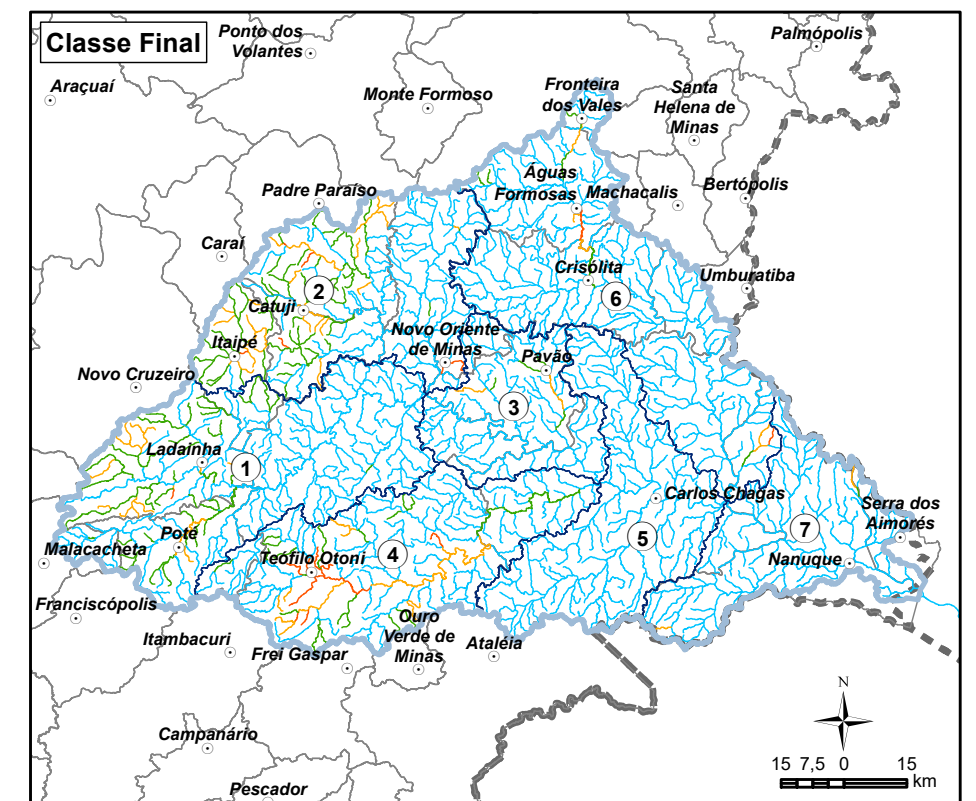 Classe Final
Ponto dos
Volantes
Palmópolis
Araçuaí
Monte Formoso
Fronteira
dos Vales
Santa
Helena de
Minas
Águas
Formosas
Machacalis
Bertópolis
Padre Paraíso
Caraí
Crisólita
Umburatiba
2
6
Catuji
Itaipé
Novo Oriente
de Minas
Pavão
Novo Cruzeiro
3
Ladainha
1
Carlos Chagas
Serra dos
Aimorés
Malacacheta
Poté
4
5
7
Teófilo Otoni
Nanuque
Franciscópolis
Ouro
Verde de
Minas
Itambacuri
Frei Gaspar
Ataléia
N
Campanário
15 7,5 0 15
km
Pescador